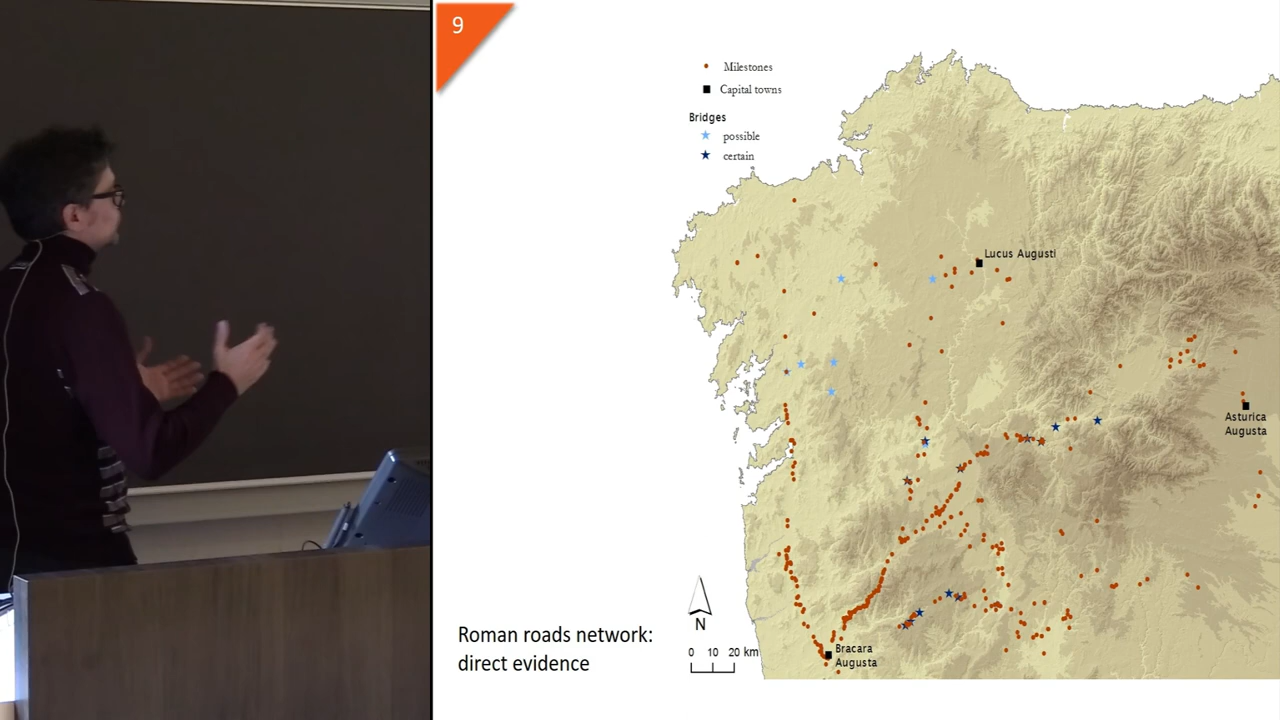 9
Milestones
Capital towns
Bridges
possible
certain
Lucus Augusti
Asturica
Augusta
Bracara
Augusta
N
0 10 20 km
Roman roads network:
direct evidence